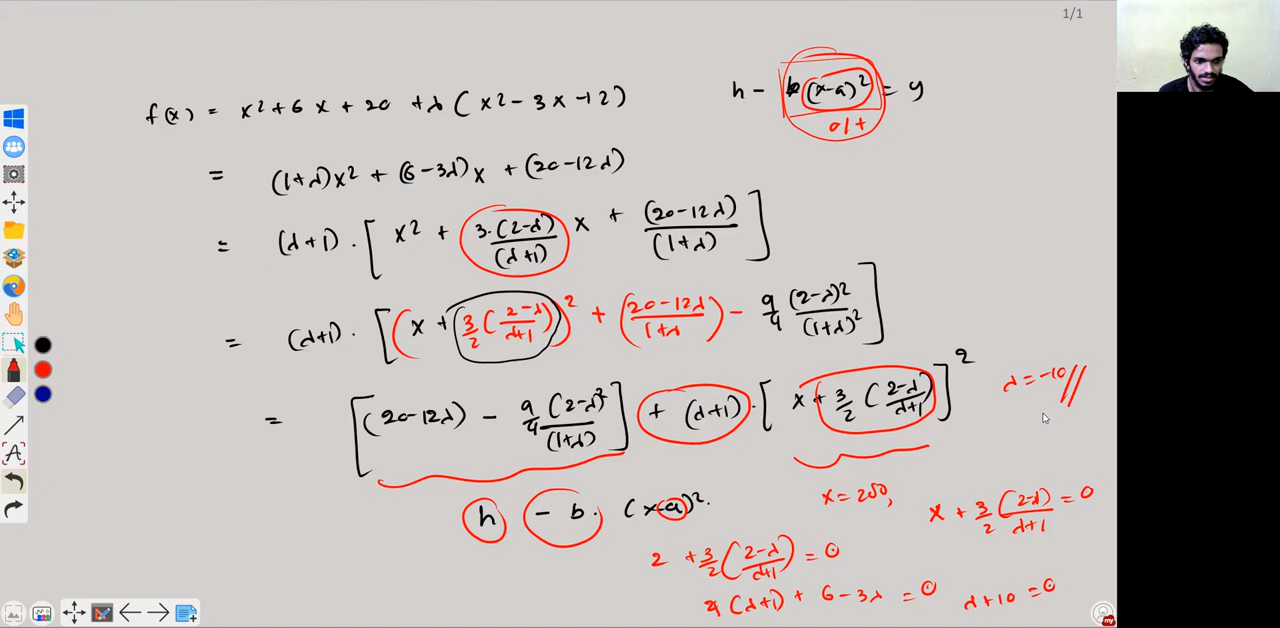 1/1
h - b (x-a)² = y
0/+
f(x) = x² + 6x + 20 + λ (x² - 3x - 12)
= (1+λ)x² + (6-3λ)x + (20-12λ)
= (λ+1) · [ x² + 3·(2-λ)/(λ+1) x + (20-12λ)/(1+λ) ]
= (λ+1) · [ (x + 3/2 (2-λ/λ+1))² + (20-12λ/1+λ) - 9/4 (2-λ)²/(1+λ)² ]
= [ (20-12λ) - 9/4 (2-λ)²/(1+λ) ] + (λ+1) · [ x + 3/2 (2-λ/λ+1) ]²
λ = -10 //
h - b. (x-a)².
x = 2
x + 3/2 (2-λ)/λ+1 = 0
2 + 3/2 (2-λ/λ+1) = 0
4 (λ+1) + 6 - 3λ = 0
λ + 10 = 0